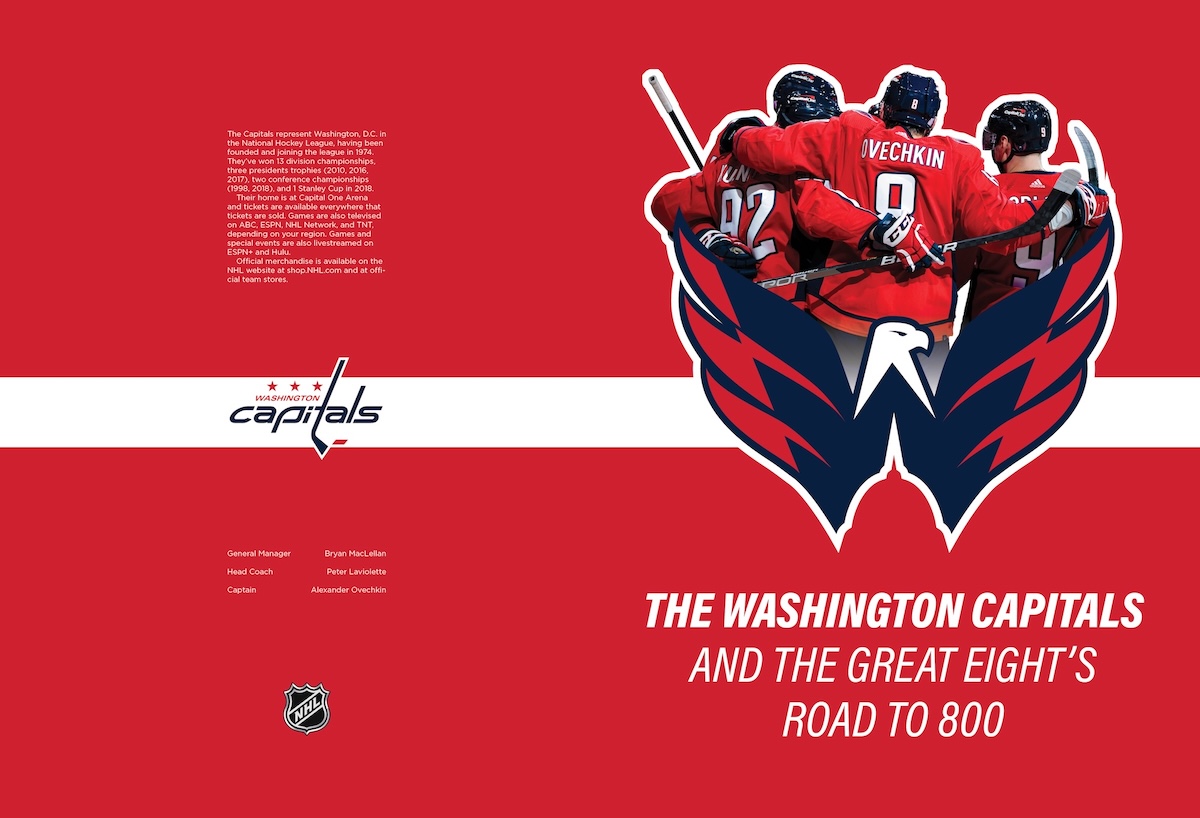 The Capitals represent Washington, D.C. in
the National Hockey League, having been
founded and joining the league in 1974.
They've won 13 division championships,
three presidents trophies (2010, 2016,
2017), two conference championships
(1998, 2018), and 1 Stanley Cup in 2018.
Their home is at Capital One Arena
and tickets are available everywhere that
tickets are sold. Games are also televised
on ABC, ESPN, NHL Network, and TNT,
depending on your region. Games and
special events are also livestreamed on
ESPN+ and Hulu.
Official merchandise is available on the
NHL website at shop.NHL.com and at offi-
cial team stores.
WASHINGTON
capitals
General Manager Bryan MacLellan
Head Coach Peter Laviolette
Captain Alexander Ovechkin
NHL
8
9
OVECHKIN
8
92
CCM
adidas
9
THE WASHINGTON CAPITALS
AND THE GREAT EIGHT'S
ROAD TO 800